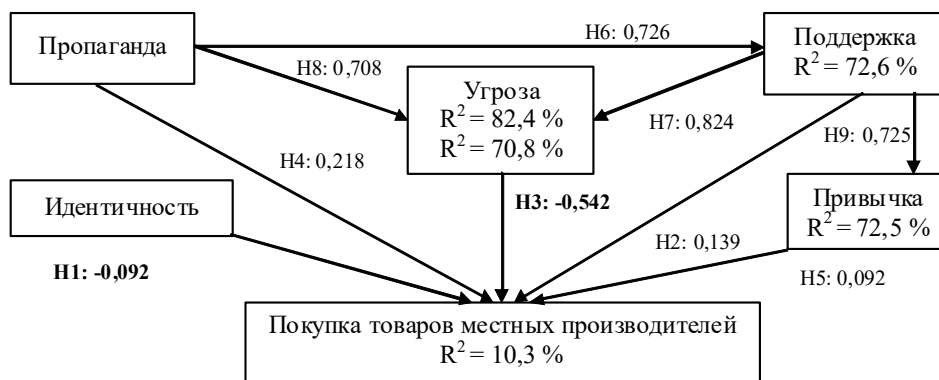 Пропаганда
H6: 0,726
Поддержка
R² = 72,6 %
H8: 0,708
Угроза
R² = 82,4 %
R² = 70,8 %
H7: 0,824
H9: 0,725
H4: 0,218
Идентичность
H3: -0,542
Привычка
R² = 72,5 %
H1: -0,092
H2: 0,139
H5: 0,092
Покупка товаров местных производителей
R² = 10,3 %